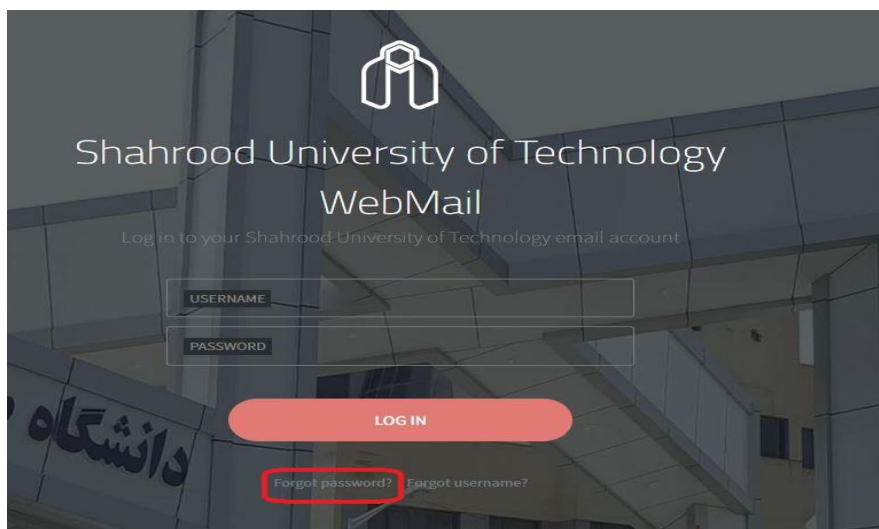 Shahrood University of Technology
WebMail
Log in to your Shahrood University of Technology email account
USERNAME
PASSWORD
LOG IN
Forgot password? Forgot username?
دانشگاه